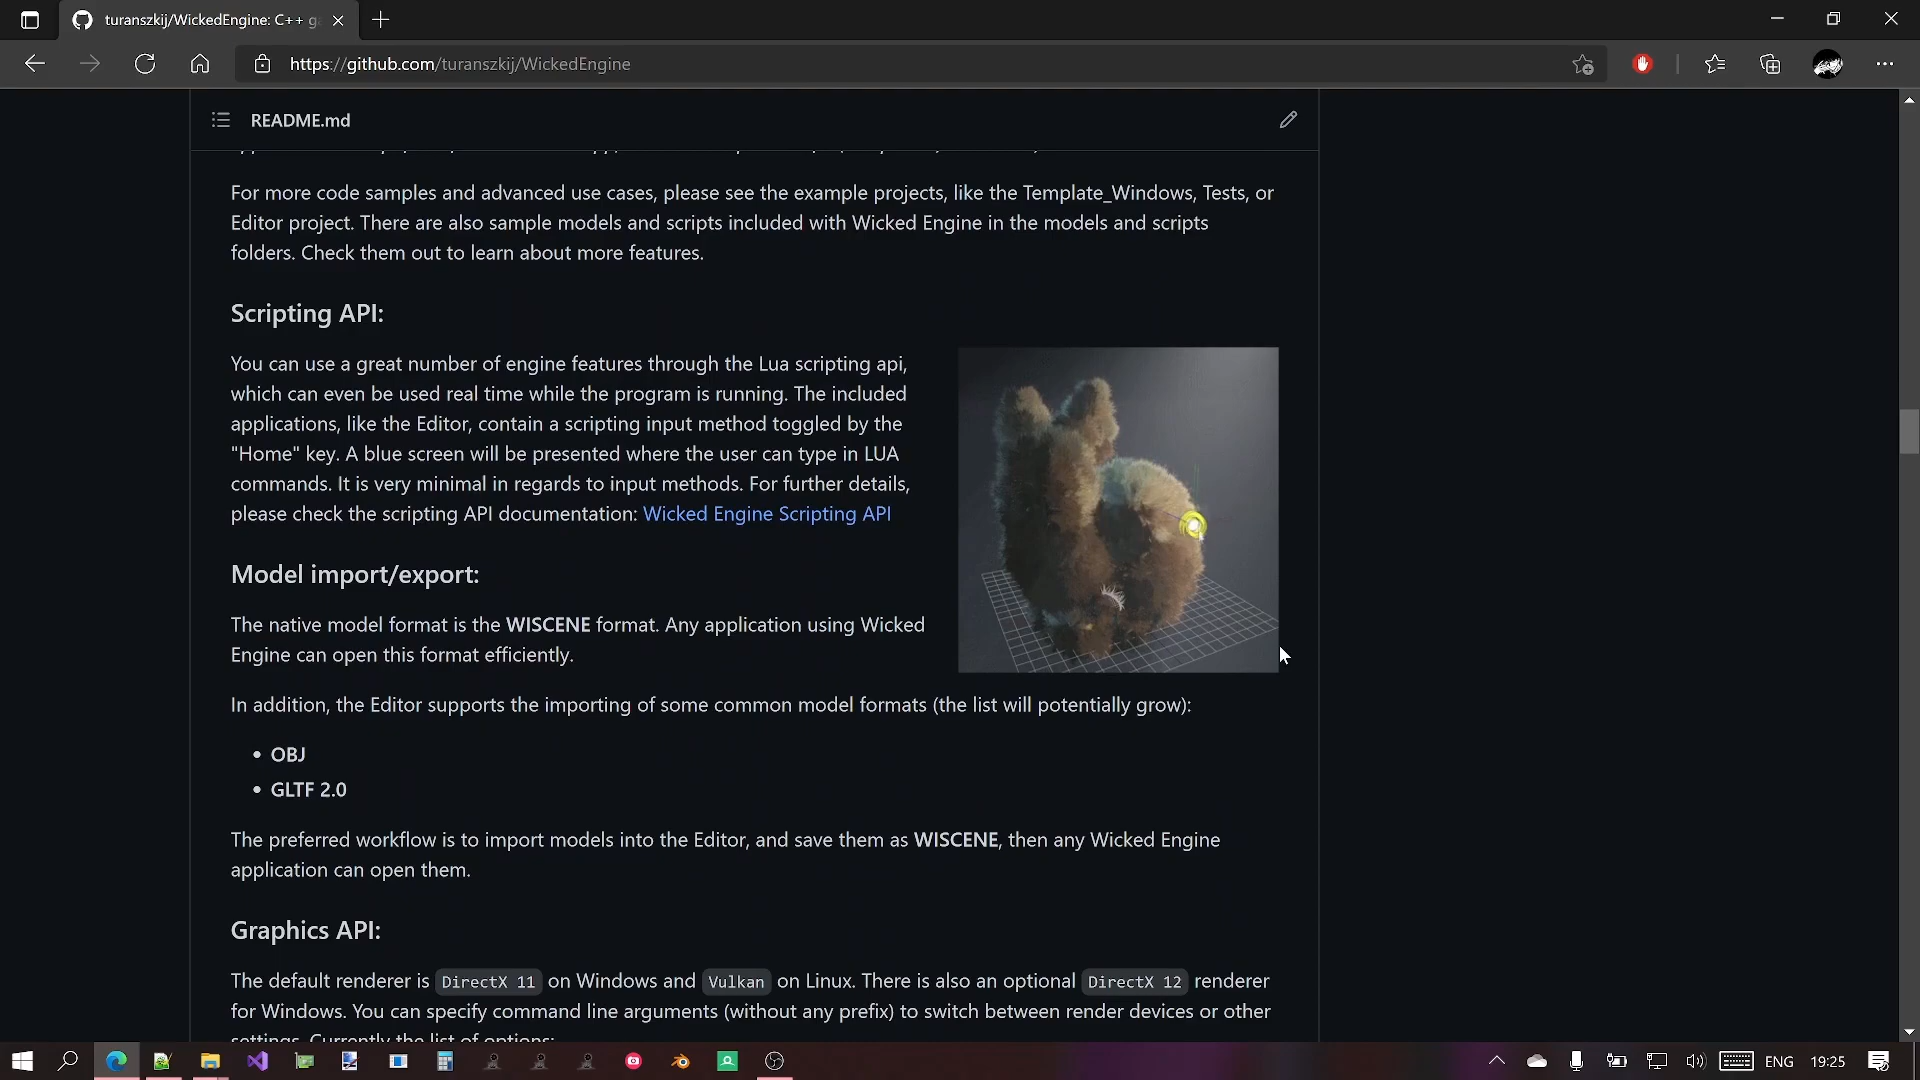 turanszkij/WickedEngine: C++ ga
https://github.com/turanszkij/WickedEngine
README.md
For more code samples and advanced use cases, please see the example projects, like the Template_Windows, Tests, or
Editor project. There are also sample models and scripts included with Wicked Engine in the models and scripts
folders. Check them out to learn about more features.
Scripting API:
You can use a great number of engine features through the Lua scripting api,
which can even be used real time while the program is running. The included
applications, like the Editor, contain a scripting input method toggled by the
"Home" key. A blue screen will be presented where the user can type in LUA
commands. It is very minimal in regards to input methods. For further details,
please check the scripting API documentation: Wicked Engine Scripting API
Model import/export:
The native model format is the WISCENE format. Any application using Wicked
Engine can open this format efficiently.
In addition, the Editor supports the importing of some common model formats (the list will potentially grow):
• OBJ
• GLTF 2.0
The preferred workflow is to import models into the Editor, and save them as WISCENE, then any Wicked Engine
application can open them.
Graphics API:
The default renderer is DirectX 11 on Windows and Vulkan on Linux. There is also an optional DirectX 12 renderer
for Windows. You can specify command line arguments (without any prefix) to switch between render devices or other
settings. Currently the list of options:
ENG
19:25